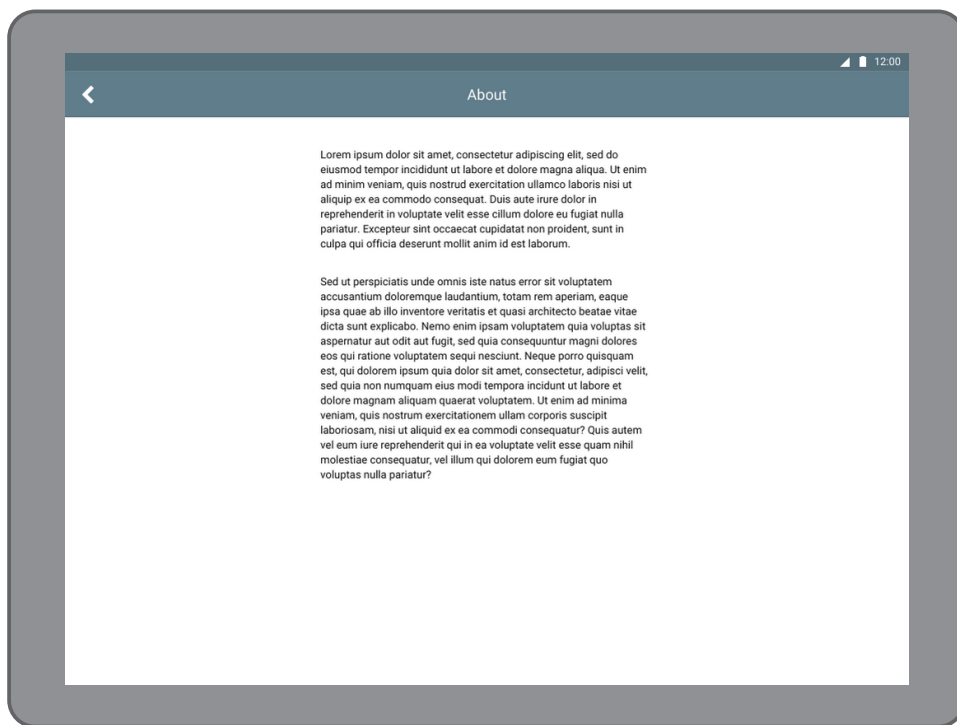 12:00
About
Lorem ipsum dolor sit amet, consectetur adipiscing elit, sed do
eiusmod tempor incididunt ut labore et dolore magna aliqua. Ut enim
ad minim veniam, quis nostrud exercitation ullamco laboris nisi ut
aliquip ex ea commodo consequat. Duis aute irure dolor in
reprehenderit in voluptate velit esse cillum dolore eu fugiat nulla
pariatur. Excepteur sint occaecat cupidatat non proident, sunt in
culpa qui officia deserunt mollit anim id est laborum.
Sed ut perspiciatis unde omnis iste natus error sit voluptatem
accusantium doloremque laudantium, totam rem aperiam, eaque
ipsa quae ab illo inventore veritatis et quasi architecto beatae vitae
dicta sunt explicabo. Nemo enim ipsam voluptatem quia voluptas sit
aspernatur aut odit aut fugit, sed quia consequuntur magni dolores
eos qui ratione voluptatem sequi nesciunt. Neque porro quisquam
est, qui dolorem ipsum quia dolor sit amet, consectetur, adipisci velit,
sed quia non numquam eius modi tempora incidunt ut labore et
dolore magnam aliquam quaerat voluptatem. Ut enim ad minima
veniam, quis nostrum exercitationem ullam corporis suscipit
laboriosam, nisi ut aliquid ex ea commodi consequatur? Quis autem
vel eum iure reprehenderit qui in ea voluptate velit esse quam nihil
molestiae consequatur, vel illum qui dolorem eum fugiat quo
voluptas nulla pariatur?